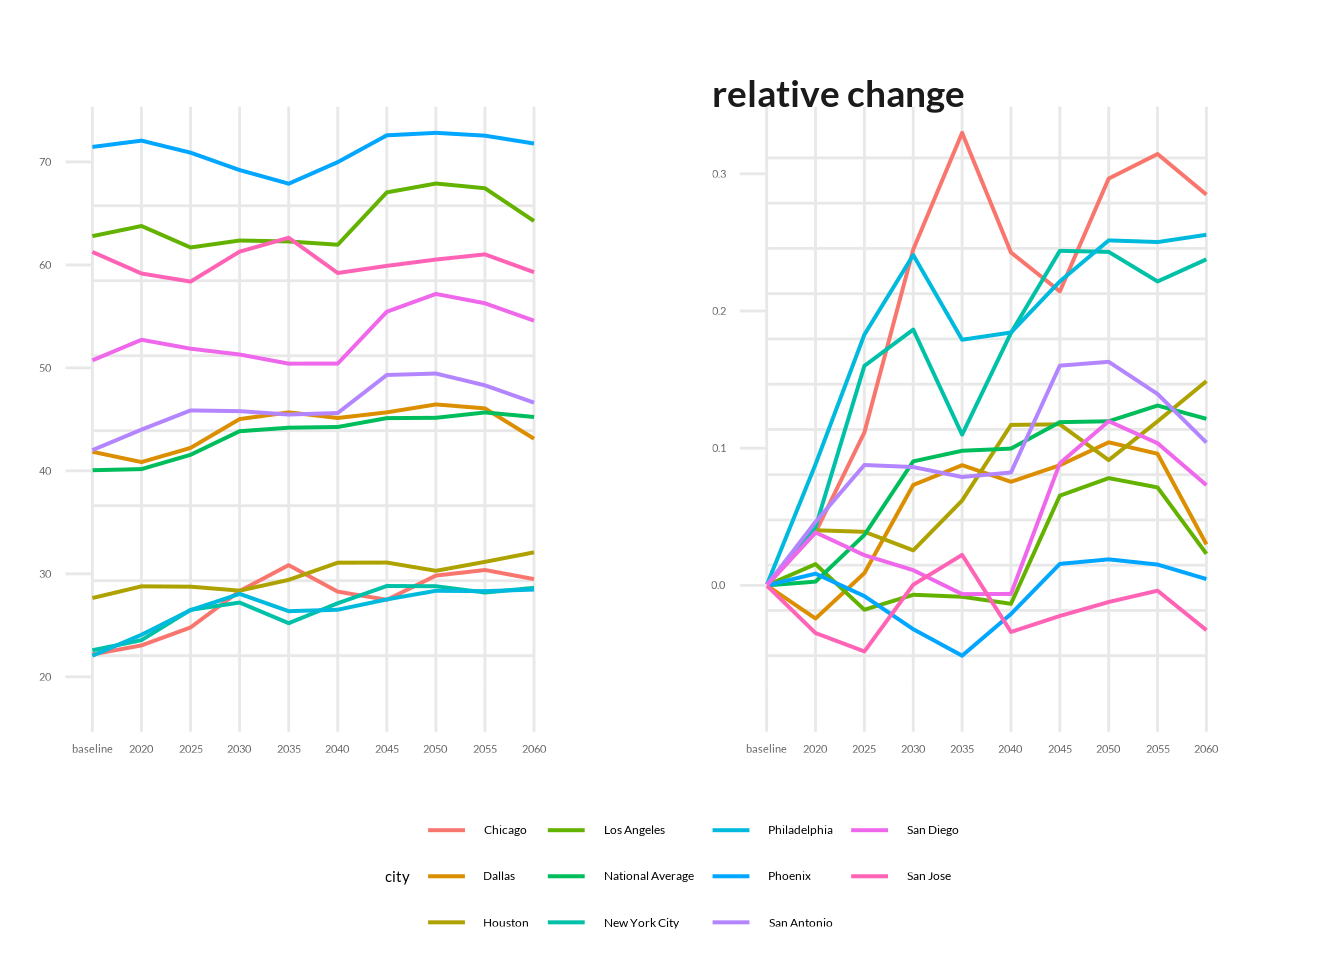 relative change
70
60
50
40
30
20
baseline 2020 2025 2030 2035 2040 2045 2050 2055 2060
0.3
0.2
0.1
0.0
baseline 2020 2025 2030 2035 2040 2045 2050 2055 2060
city
Chicago
Dallas
Houston
Los Angeles
National Average
New York City
Philadelphia
Phoenix
San Antonio
San Diego
San Jose